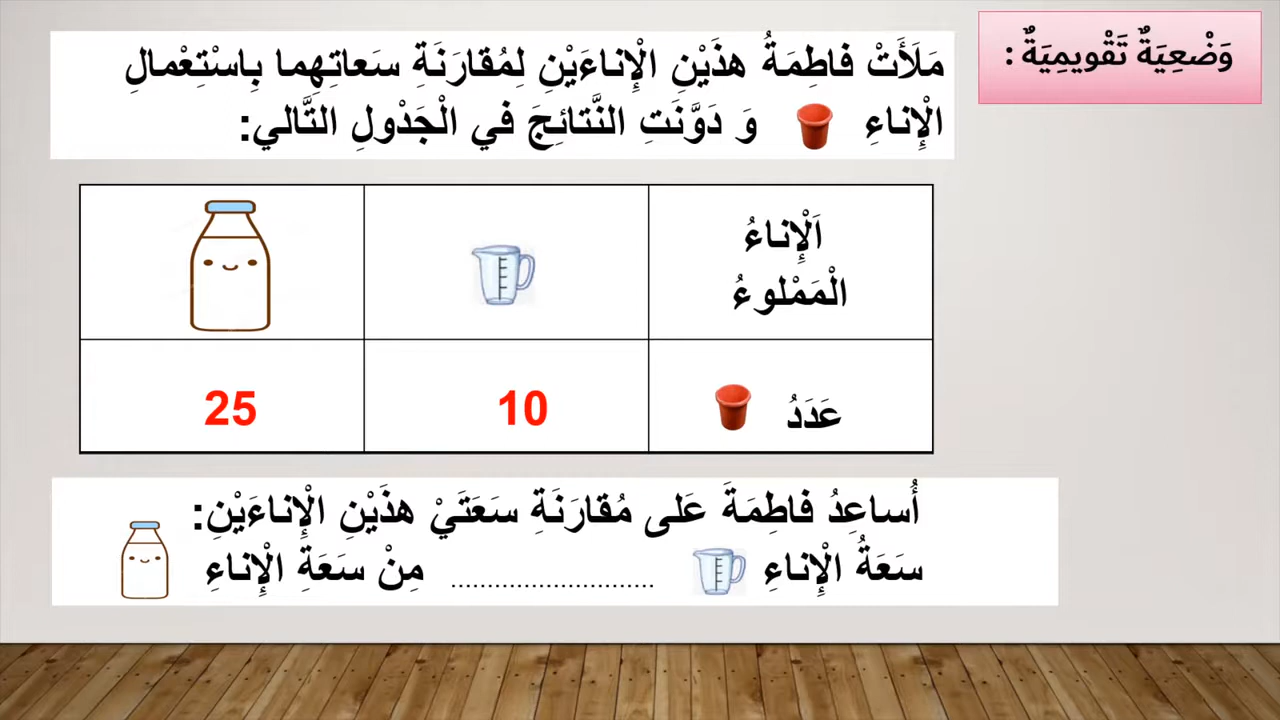 وَضْعِيَةٌ تَقْويمِيَةٌ :
مَلَأَتْ فاطِمَةُ هذَيْنِ الْإِناءَيْنِ لِمُقارَنَةِ سَعاتِهِما بِاسْتِعْمالِ
الْإِناءِ وَ دَوَّنَتِ النَّتائِجَ في الْجَدْولِ التَّالي:
اَلْإِناءُ
الْمَمْلوءُ
عَدَدُ 10 25
أُساعِدُ فاطِمَةَ عَلى مُقارَنَةِ سَعَتَيْ هذَيْنِ الْإِناءَيْنِ:
سَعَةُ الْإِناءِ ............................ مِنْ سَعَةِ الْإِناءِ